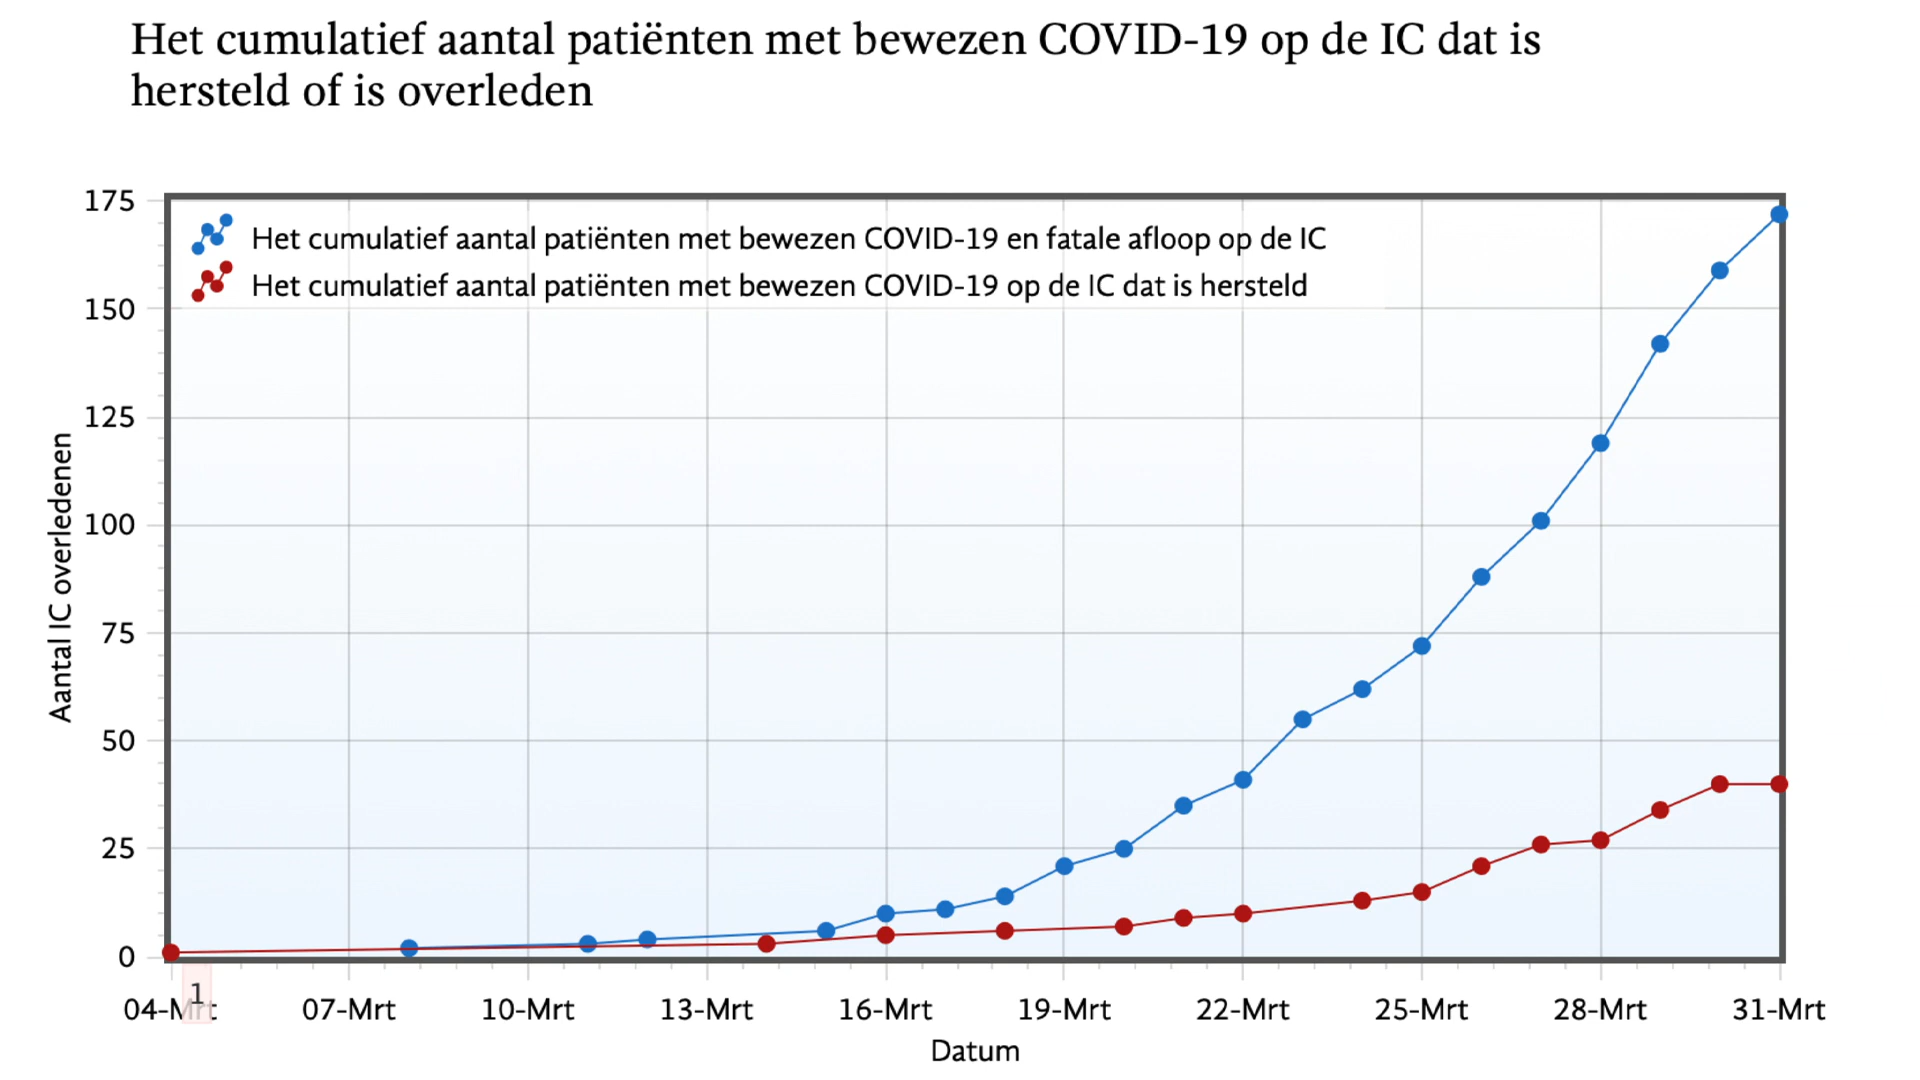 Het cumulatief aantal patiënten met bewezen COVID-19 op de IC dat is
hersteld of is overleden
Het cumulatief aantal patiënten met bewezen COVID-19 en fatale afloop op de IC
Het cumulatief aantal patiënten met bewezen COVID-19 op de IC dat is hersteld
Aantal IC overledenen
175
150
125
100
75
50
25
0
1
04-Mrt 07-Mrt 10-Mrt 13-Mrt 16-Mrt 19-Mrt 22-Mrt 25-Mrt 28-Mrt 31-Mrt
Datum